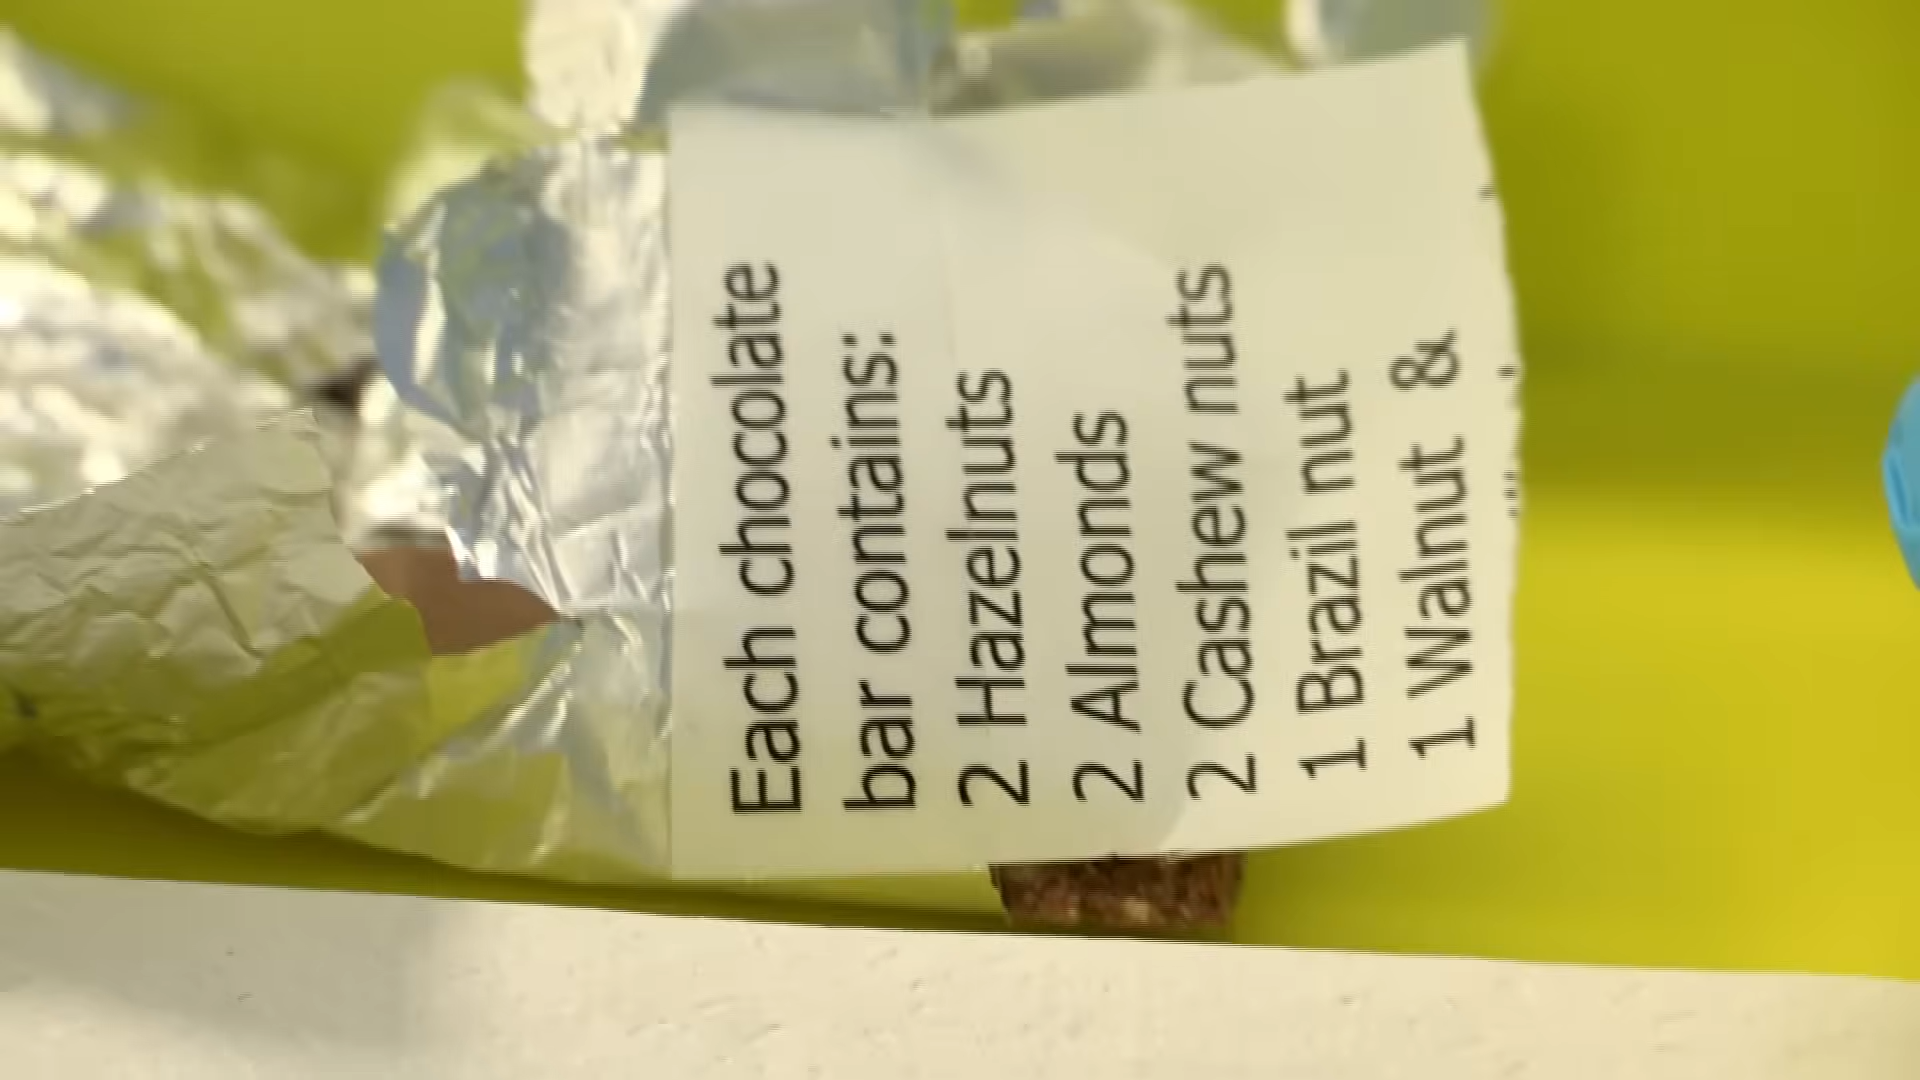 Each chocolate
bar contains:
2 Hazelnuts
2 Almonds
2 Cashew nuts
1 Brazil nut
1 Walnut &